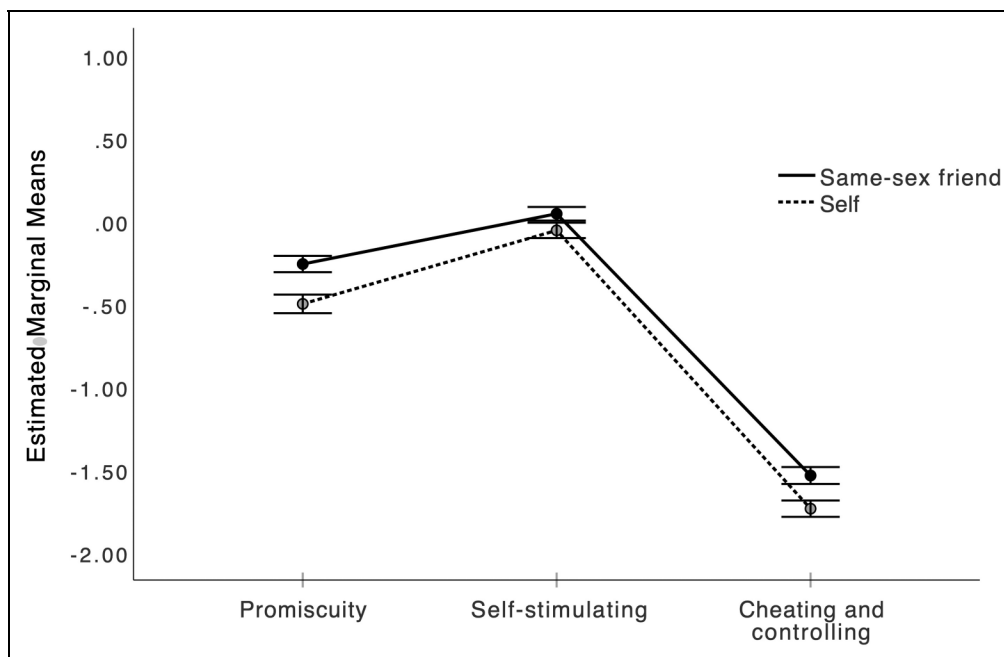 1.00
.50
.00
-.50
-1.00
-1.50
-2.00
Estimated Marginal Means
Same-sex friend
Self
Promiscuity
Self-stimulating
Cheating and
controlling